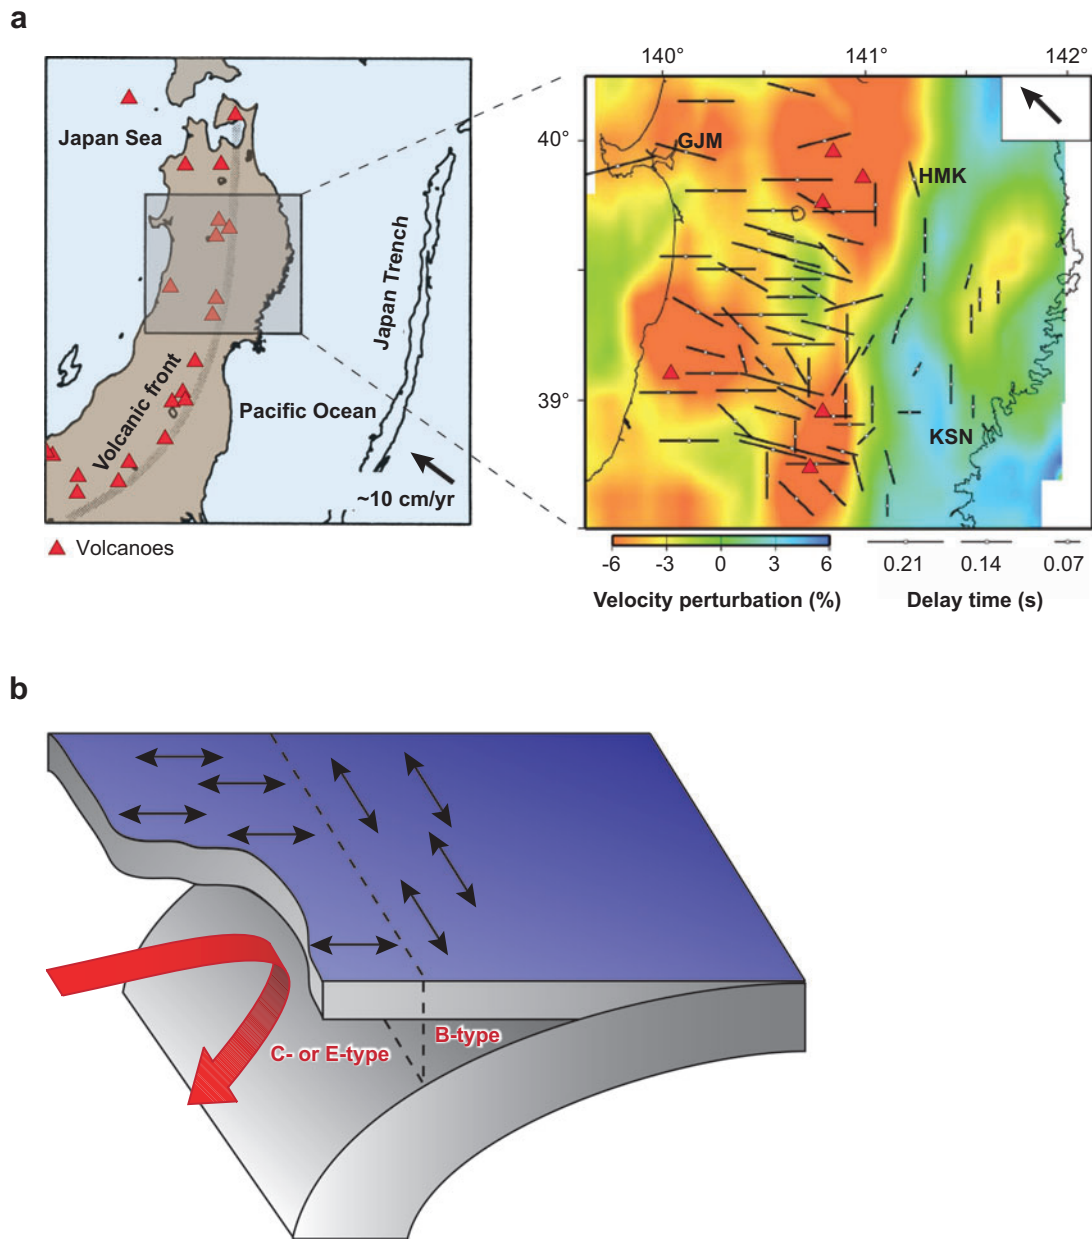 a
Japan Sea
Volcanic front
Pacific Ocean
Japan Trench
~10 cm/yr
Volcanoes
140°
141°
142°
40°
39°
GJM
HMK
KSN
-6
-3
0
3
6
Velocity perturbation (%)
0.21
0.14
0.07
Delay time (s)
b
C- or E-type
B-type